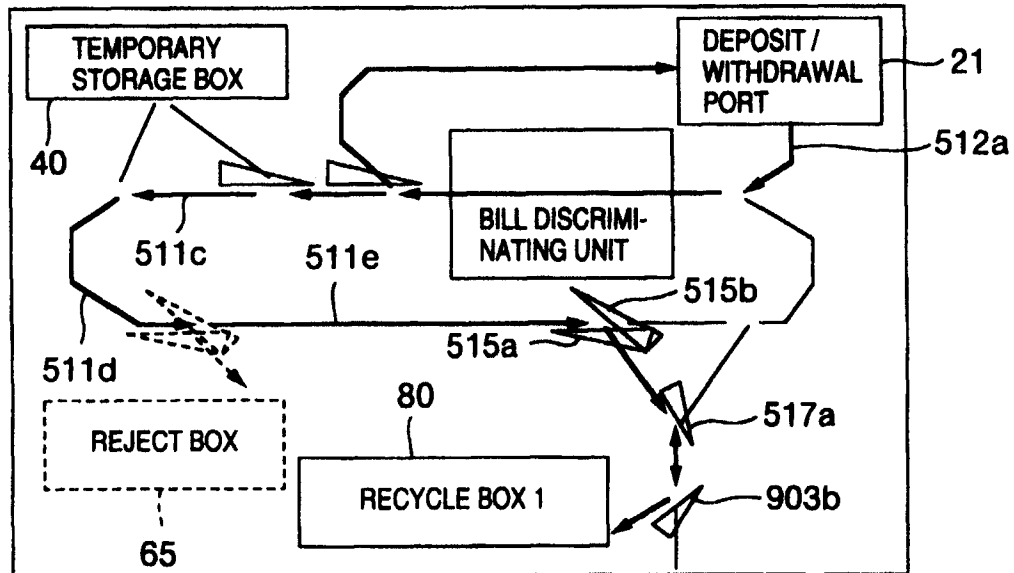 TEMPORARY
STORAGE BOX
DEPOSIT /
WITHDRAWAL
PORT
21
512a
40
BILL DISCRIMI-
NATING UNIT
511c
511e
515b
515a
511d
80
517a
REJECT BOX
RECYCLE BOX 1
903b
65